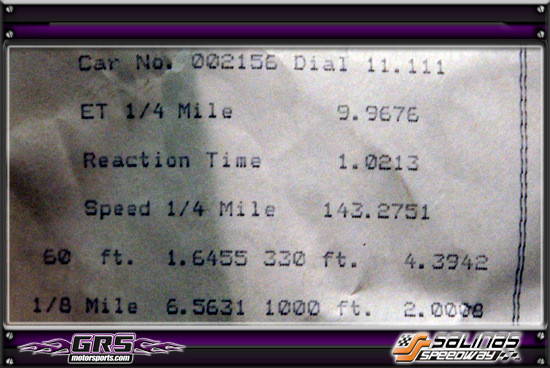 Car No. 002156 Dial 11.111
ET 1/4 Mile 9.9676
Reaction Time 1.0213
Speed 1/4 Mile 143.2751
60 ft. 1.6455 330 ft. 4.3942
1/8 Mile 6.5631 1000 ft. 2.0008
GRS
motorsports.com
SALINAS
SPEEDWAY